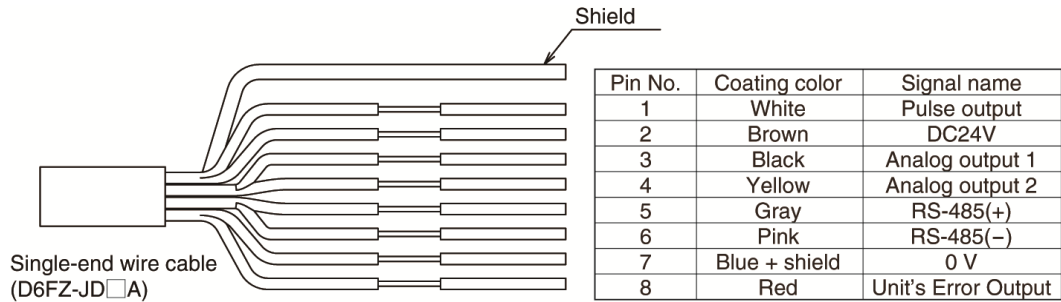 Shield
Single-end wire cable
(D6FZ-JD□A)
Pin No. Coating color Signal name
1 White Pulse output
2 Brown DC24V
3 Black Analog output 1
4 Yellow Analog output 2
5 Gray RS-485(+)
6 Pink RS-485(−)
7 Blue + shield 0 V
8 Red Unit's Error Output